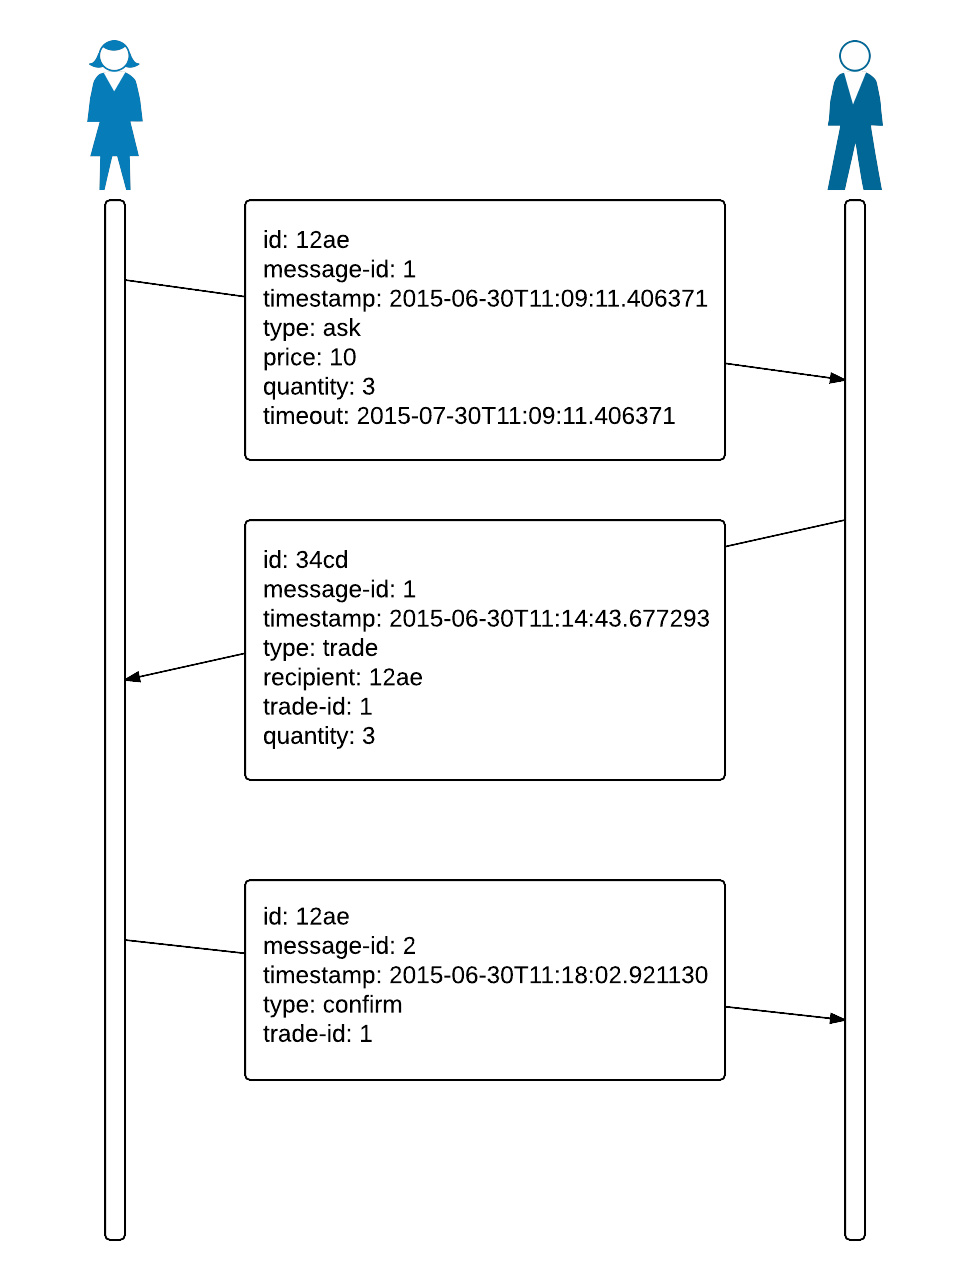 id: 12ae
message-id: 1
timestamp: 2015-06-30T11:09:11.406371
type: ask
price: 10
quantity: 3
timeout: 2015-07-30T11:09:11.406371
id: 34cd
message-id: 1
timestamp: 2015-06-30T11:14:43.677293
type: trade
recipient: 12ae
trade-id: 1
quantity: 3
id: 12ae
message-id: 2
timestamp: 2015-06-30T11:18:02.921130
type: confirm
trade-id: 1